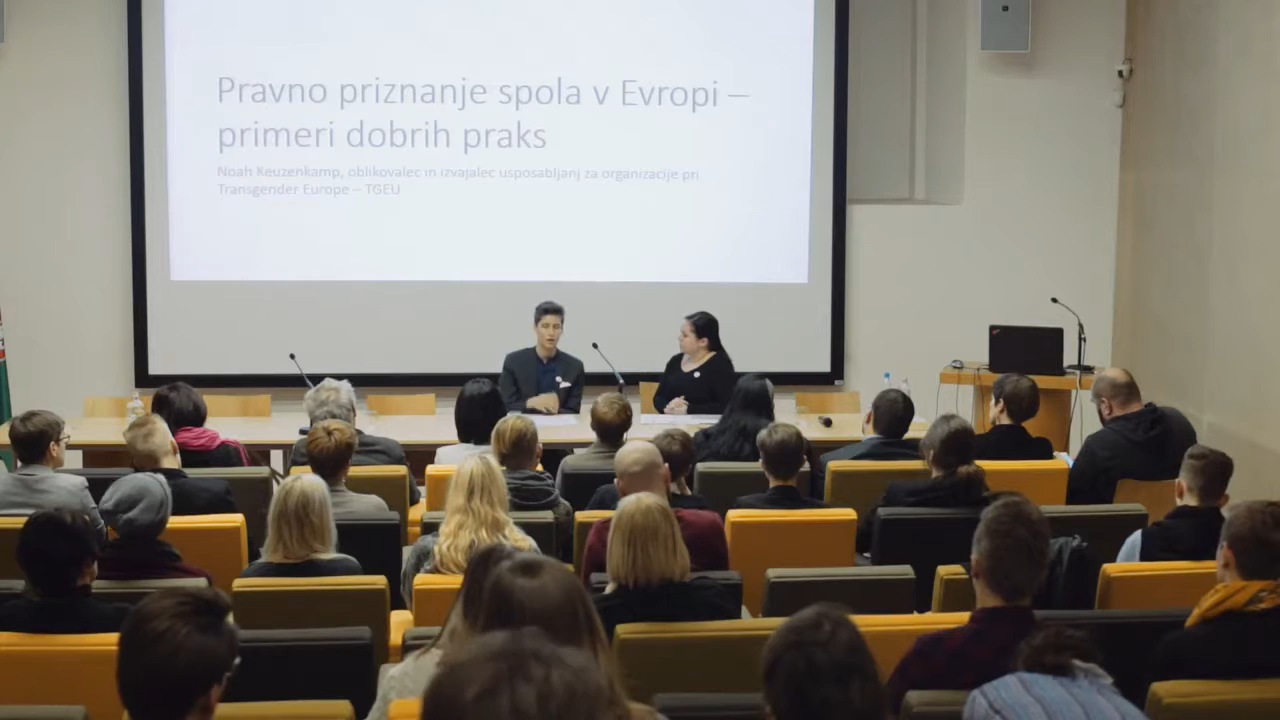 Pravno priznanje spola v Evropi –
primeri dobrih praks
Noah Keuzenkamp, oblikovalec in izvajalec usposabljanj za organizacije pri
Transgender Europe – TGEU